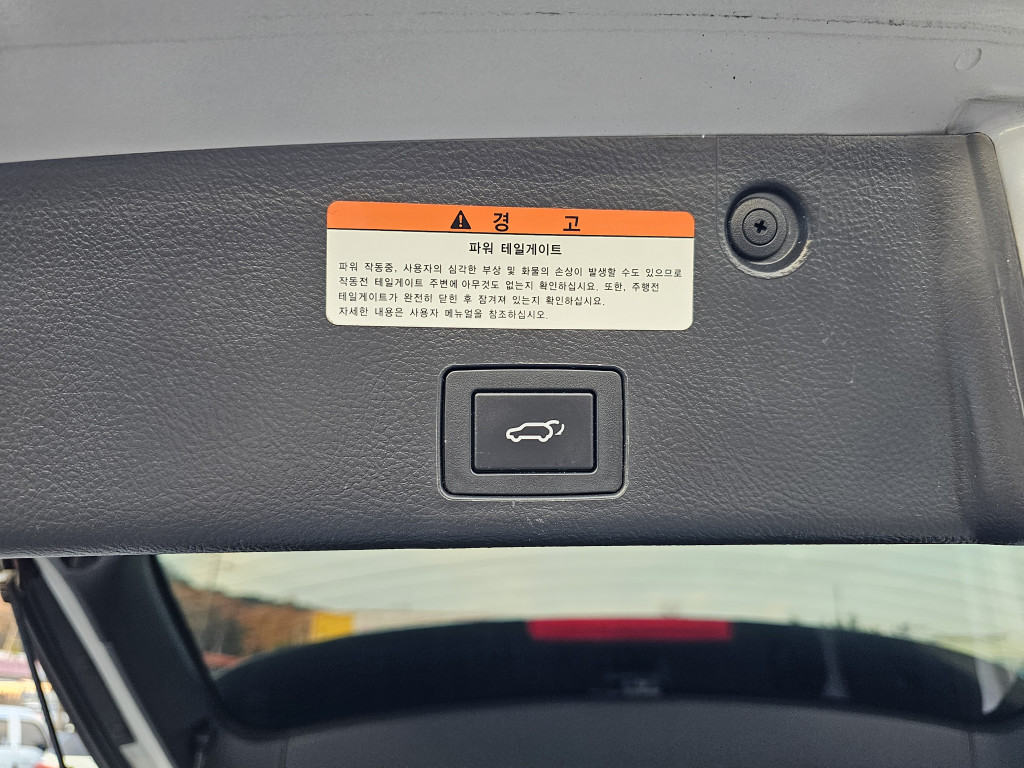 경 고
파워 테일게이트
파워 작동중, 사용자의 심각한 부상 및 화물의 손상이 발생할 수도 있으므로
작동전 테일게이트 주변에 아무것도 없는지 확인하십시요. 또한, 주행전
테일게이트가 완전히 닫힌 후 잠겨져 있는지 확인하십시요.
자세한 내용은 사용자 메뉴얼을 참조하십시오.